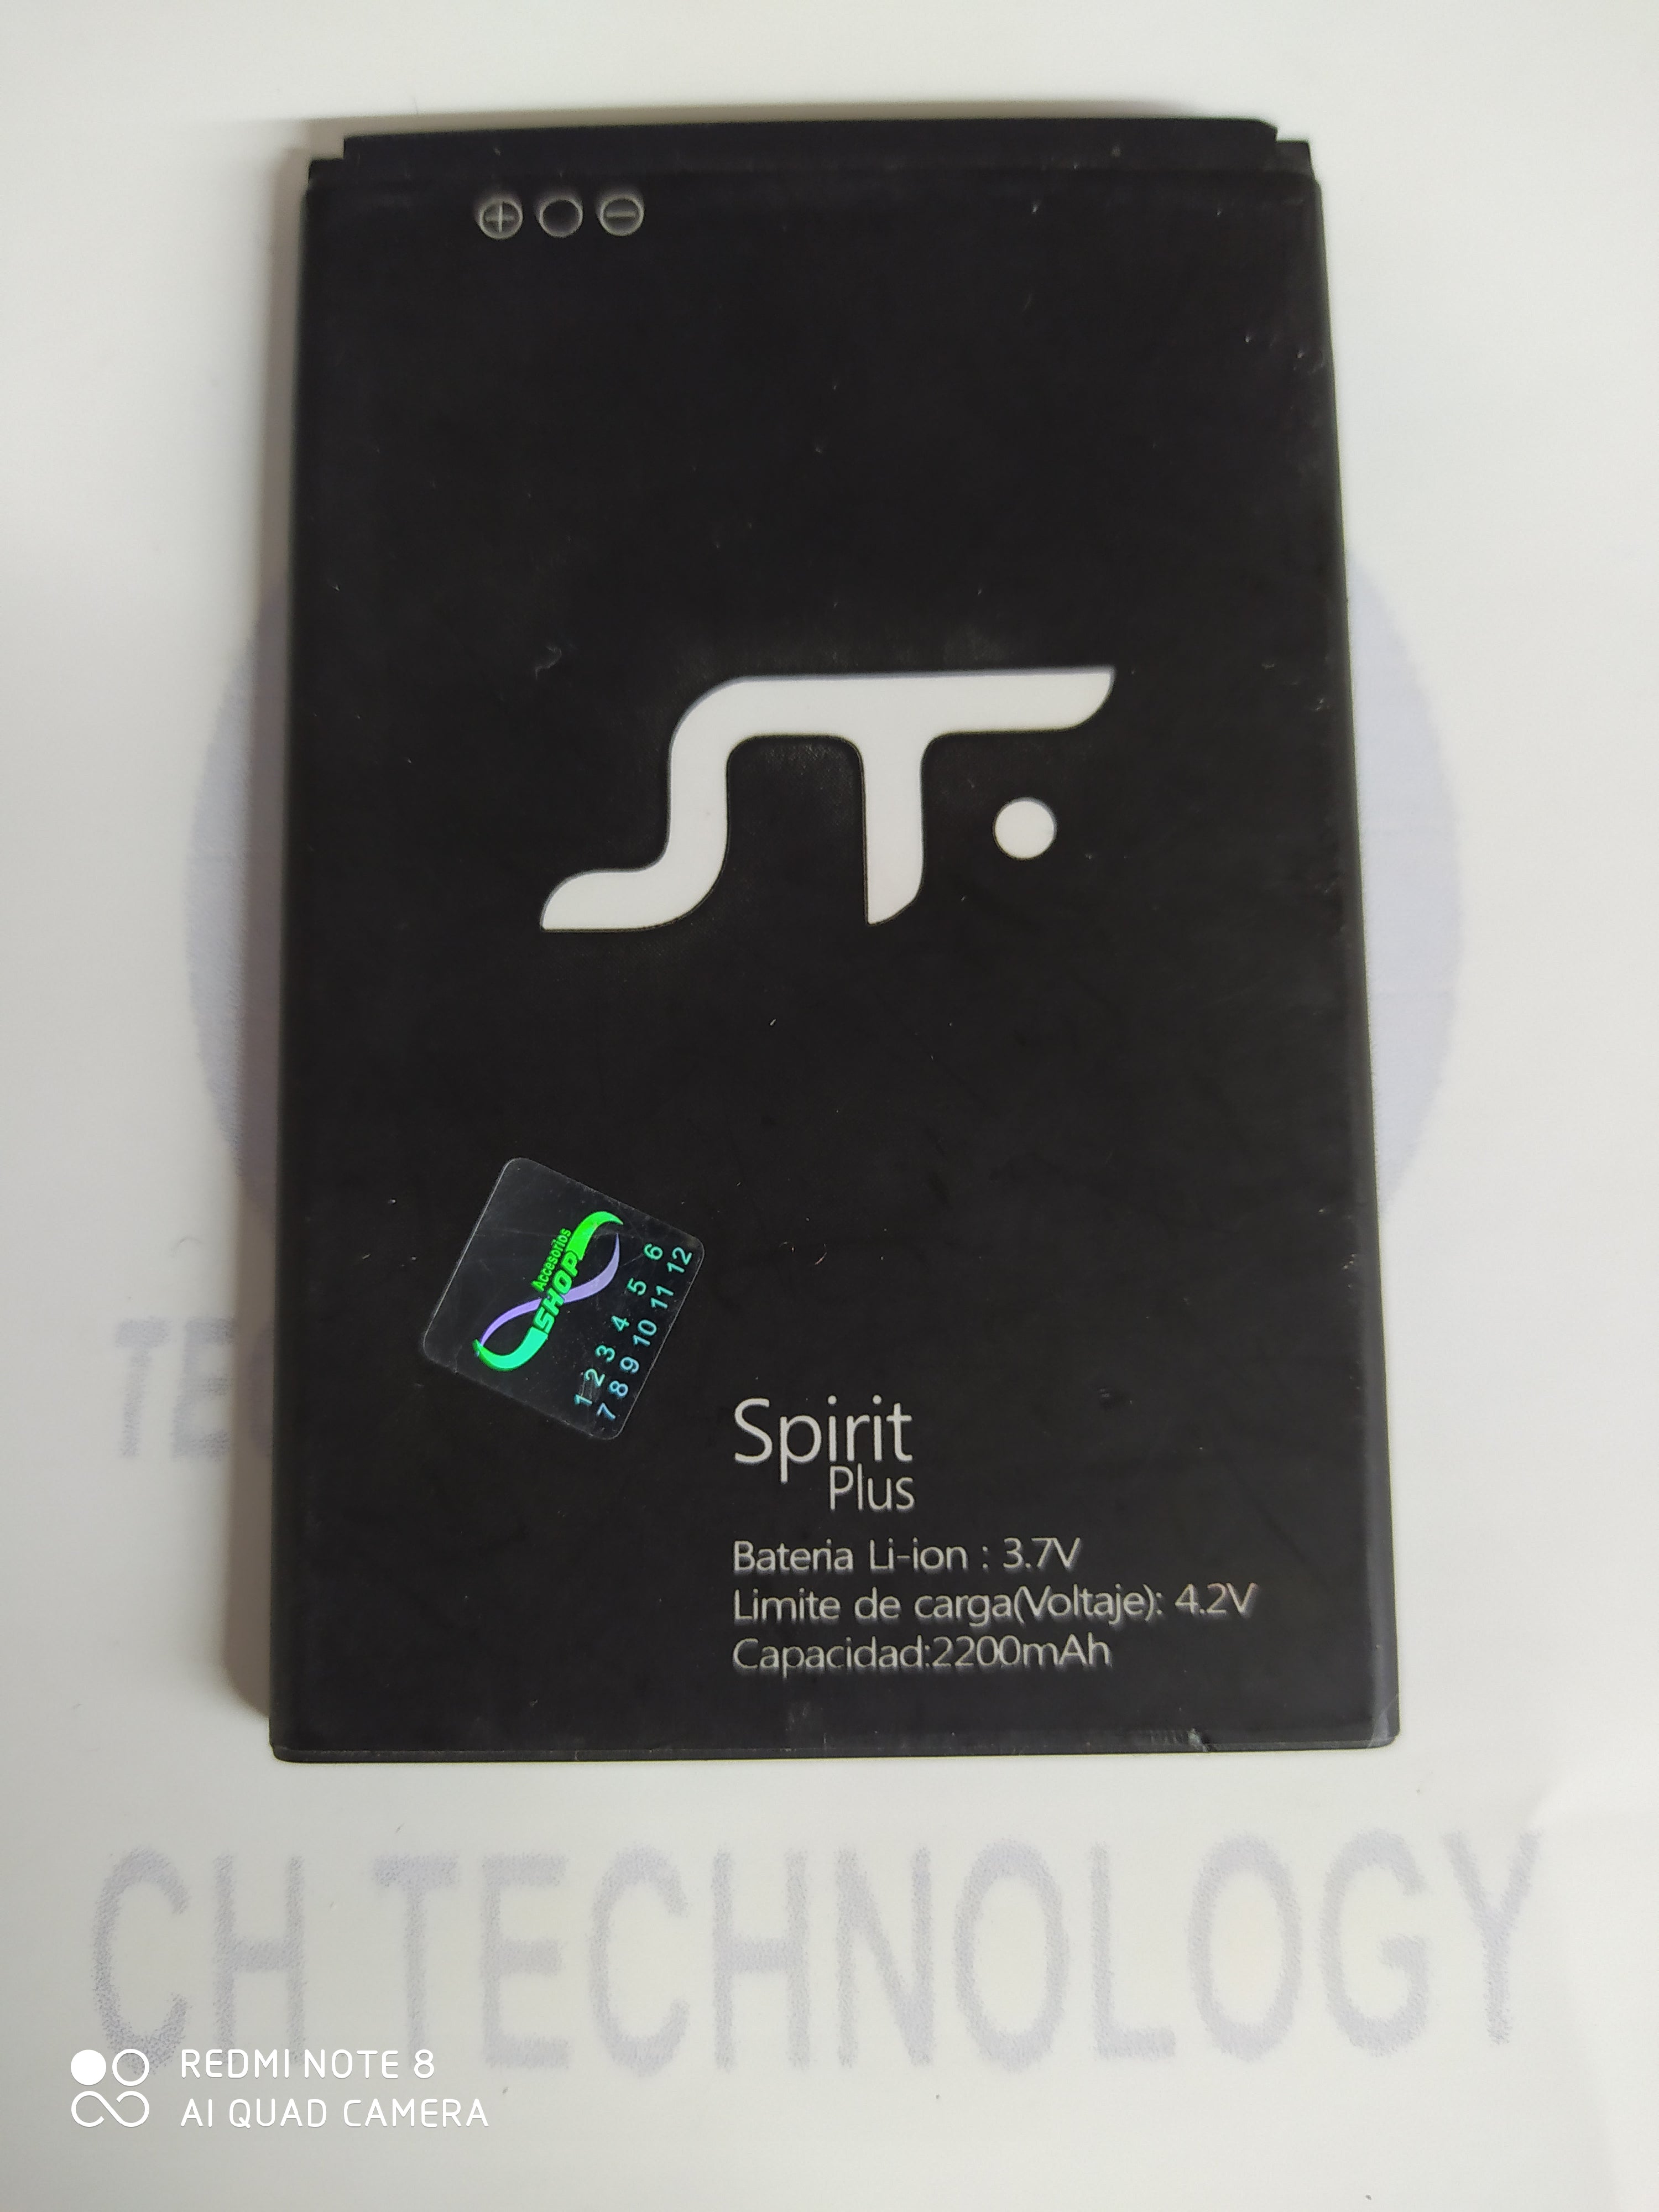 ST.
Accesorios
SHOP
1 2 3 4 5 6
7 8 9 10 11 12
Spirit
Plus
Bateria Li-ion : 3.7V
Limite de carga(Voltaje): 4.2V
Capacidad:2200mAh
CH TECHNOLOGY
REDMI NOTE 8
AI QUAD CAMERA